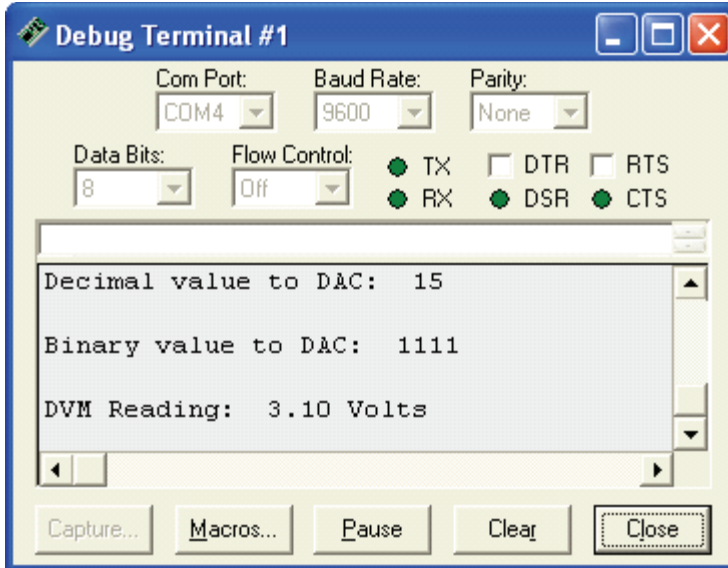 Debug Terminal #1
Com Port: Baud Rate: Parity:
COM4 9600 None
Data Bits: Flow Control: TX DTR RTS
8 Off RX DSR CTS
Decimal value to DAC:  15
Binary value to DAC:  1111
DVM Reading:  3.10 Volts
Capture... Macros... Pause Clear Close